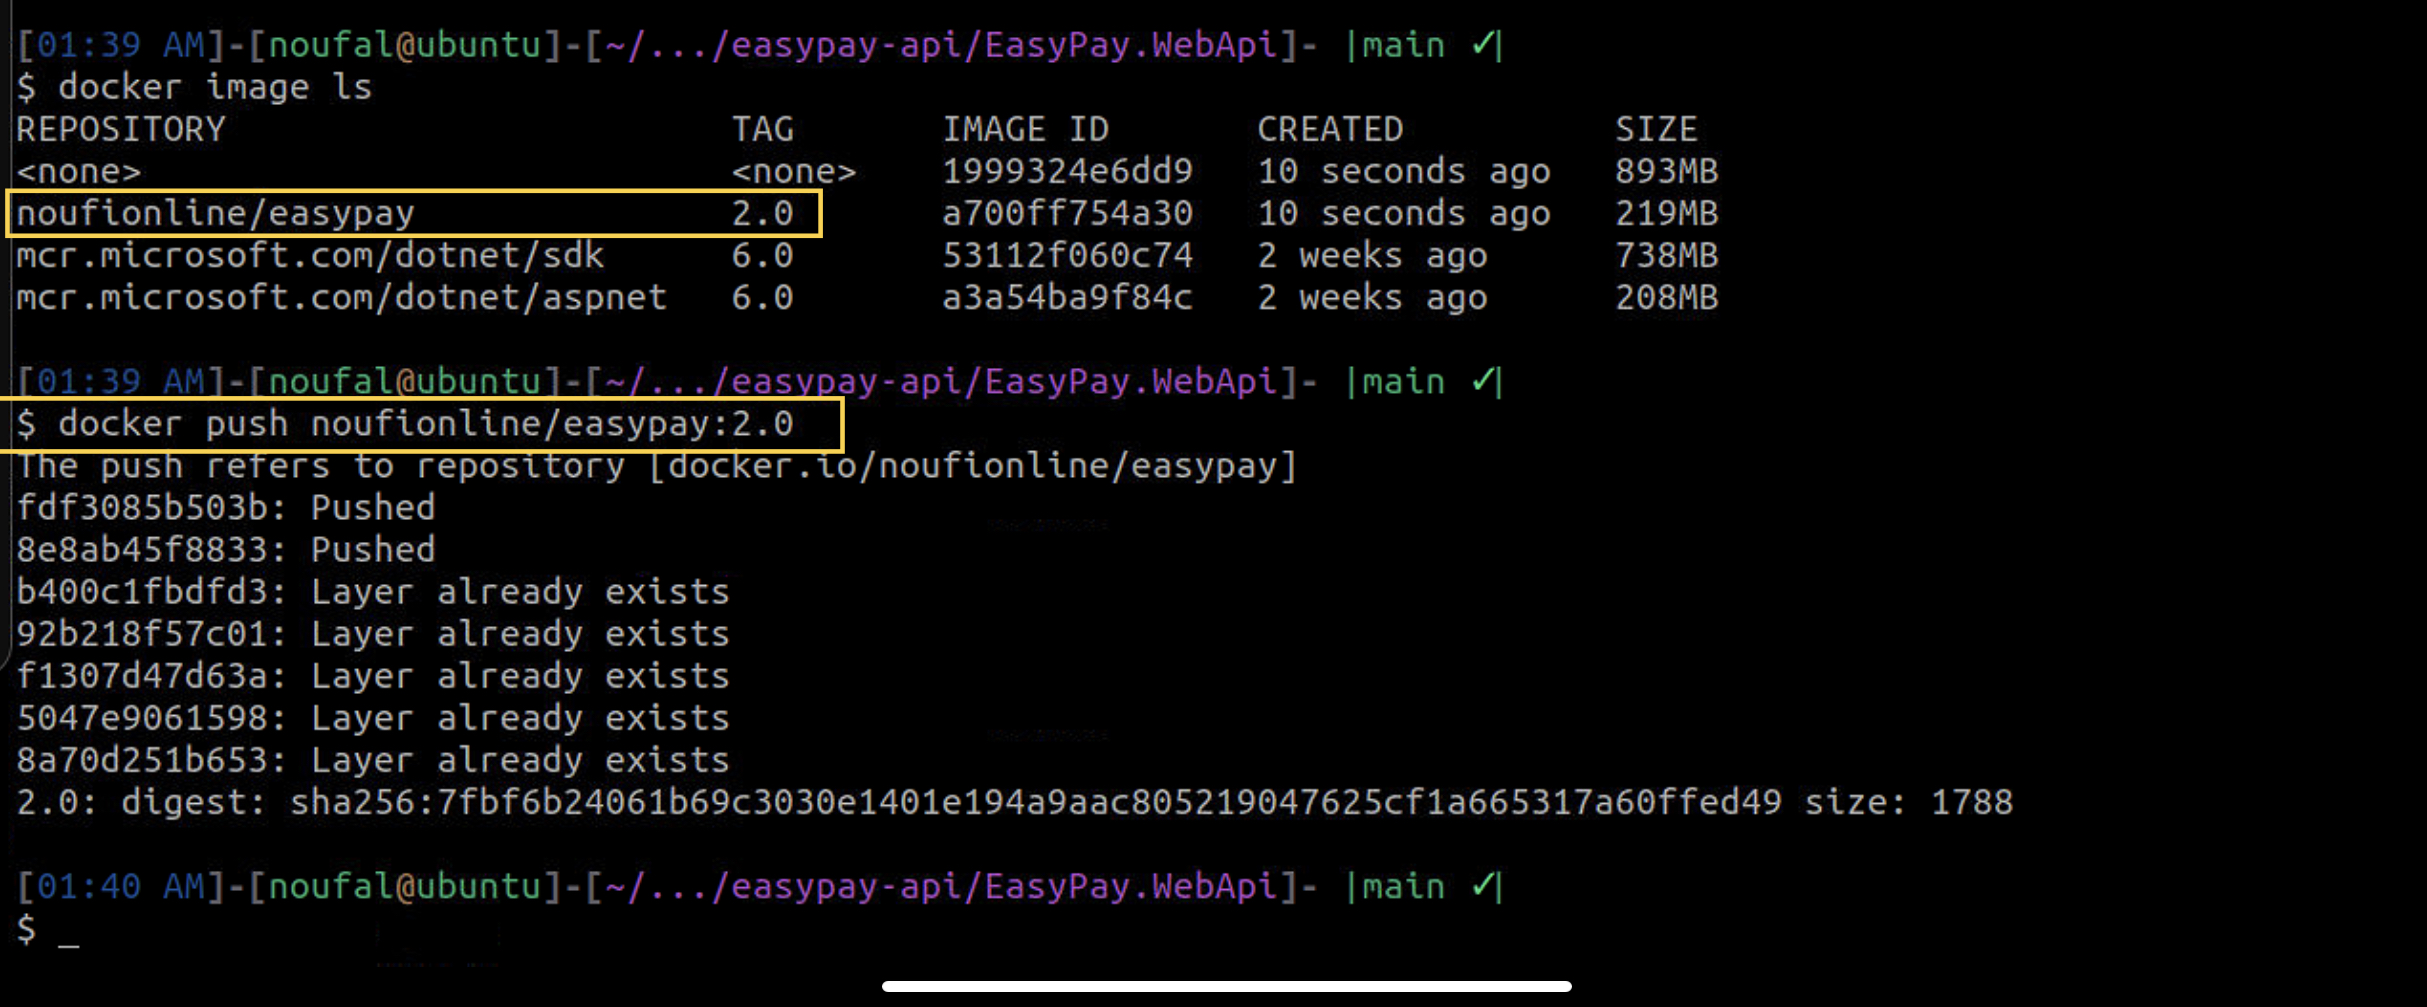 [01:39 AM]-[noufal@ubuntu]-[~/.../easypay-api/EasyPay.WebApi]- |main ✓|
$ docker image ls
REPOSITORY TAG IMAGE ID CREATED SIZE
<none> <none> 1999324e6dd9 10 seconds ago 893MB
noufionline/easypay 2.0 a700ff754a30 10 seconds ago 219MB
mcr.microsoft.com/dotnet/sdk 6.0 53112f060c74 2 weeks ago 738MB
mcr.microsoft.com/dotnet/aspnet 6.0 a3a54ba9f84c 2 weeks ago 208MB
[01:39 AM]-[noufal@ubuntu]-[~/.../easypay-api/EasyPay.WebApi]- |main ✓|
$ docker push noufionline/easypay:2.0
The push refers to repository [docker.io/noufionline/easypay]
fdf3085b503b: Pushed
8e8ab45f8833: Pushed
b400c1fbdfd3: Layer already exists
92b218f57c01: Layer already exists
f1307d47d63a: Layer already exists
5047e9061598: Layer already exists
8a70d251b653: Layer already exists
2.0: digest: sha256:7fbf6b24061b69c3030e1401e194a9aac805219047625cf1a665317a60ffed49 size: 1788
[01:40 AM]-[noufal@ubuntu]-[~/.../easypay-api/EasyPay.WebApi]- |main ✓|
$ _